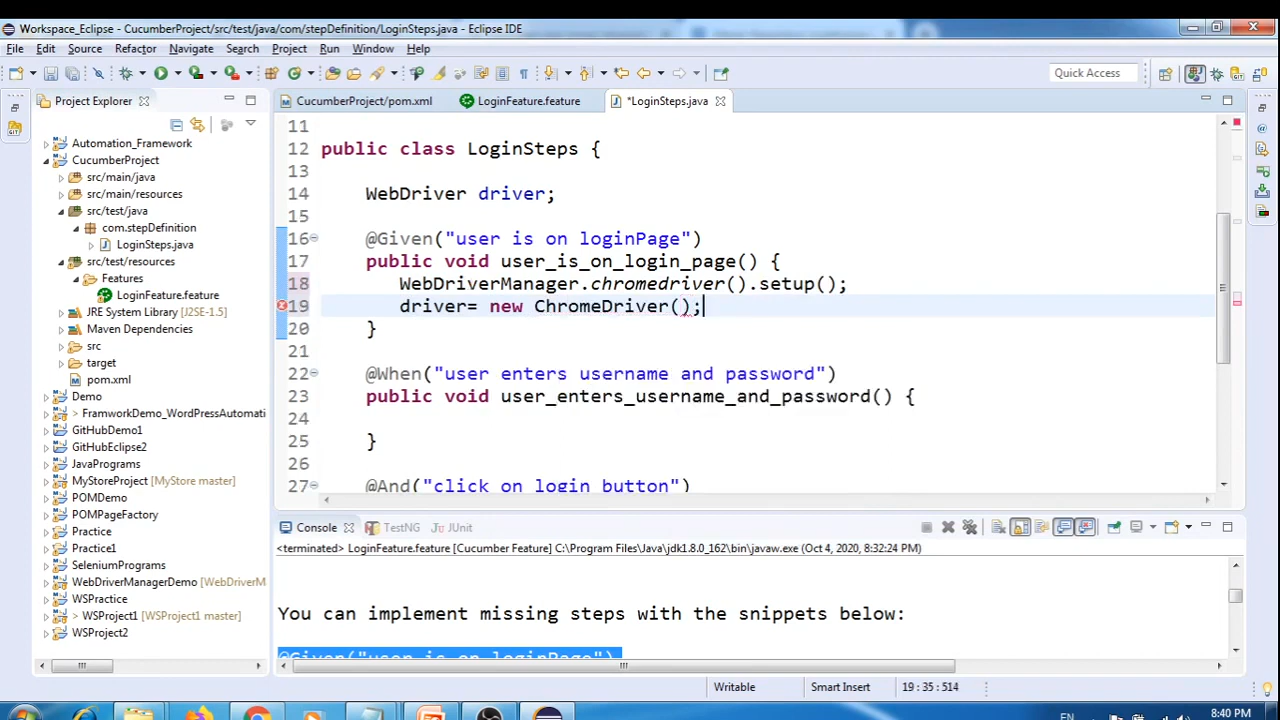 Workspace_Eclipse - CucumberProject/src/test/java/com/stepDefinition/LoginSteps.java - Eclipse IDE
File Edit Source Refactor Navigate Search Project Run Window Help
Quick Access
Project Explorer
CucumberProject/pom.xml
LoginFeature.feature
*LoginSteps.java
Automation_Framework
CucumberProject
src/main/java
src/main/resources
src/test/java
com.stepDefinition
LoginSteps.java
src/test/resources
Features
LoginFeature.feature
JRE System Library [J2SE-1.5]
Maven Dependencies
src
target
pom.xml
Demo
> FramworkDemo_WordPressAutomati
GitHubDemo1
GitHubEclipse2
JavaPrograms
MyStoreProject [MyStore master]
POMDemo
POMPageFactory
Practice
Practice1
SeleniumPrograms
WebDriverManagerDemo [WebDriverM
WSPractice
> WSProject1 [WSProject1 master]
WSProject2
11
12 public class LoginSteps {
13
14 WebDriver driver;
15
16 @Given("user is on loginPage")
17 public void user_is_on_login_page() {
18 WebDriverManager.chromedriver().setup();
19 driver= new ChromeDriver();
20 }
21
22 @When("user enters username and password")
23 public void user_enters_username_and_password() {
24
25 }
26
27 @And("click on login button")
Console TestNG JUnit
<terminated> LoginFeature.feature [Cucumber Feature] C:\Program Files\Java\jdk1.8.0_162\bin\javaw.exe (Oct 4, 2020, 8:32:24 PM)
You can implement missing steps with the snippets below:
@Given("user is on loginPage")
Writable Smart Insert 19 : 35 : 514
EN 8:40 PM